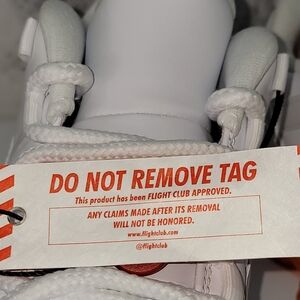 DO NOT REMOVE TAG
This product has been FLIGHT CLUB APPROVED.
ANY CLAIMS MADE AFTER ITS REMOVAL
WILL NOT BE HONORED.
www.flightclub.com
@flightclub